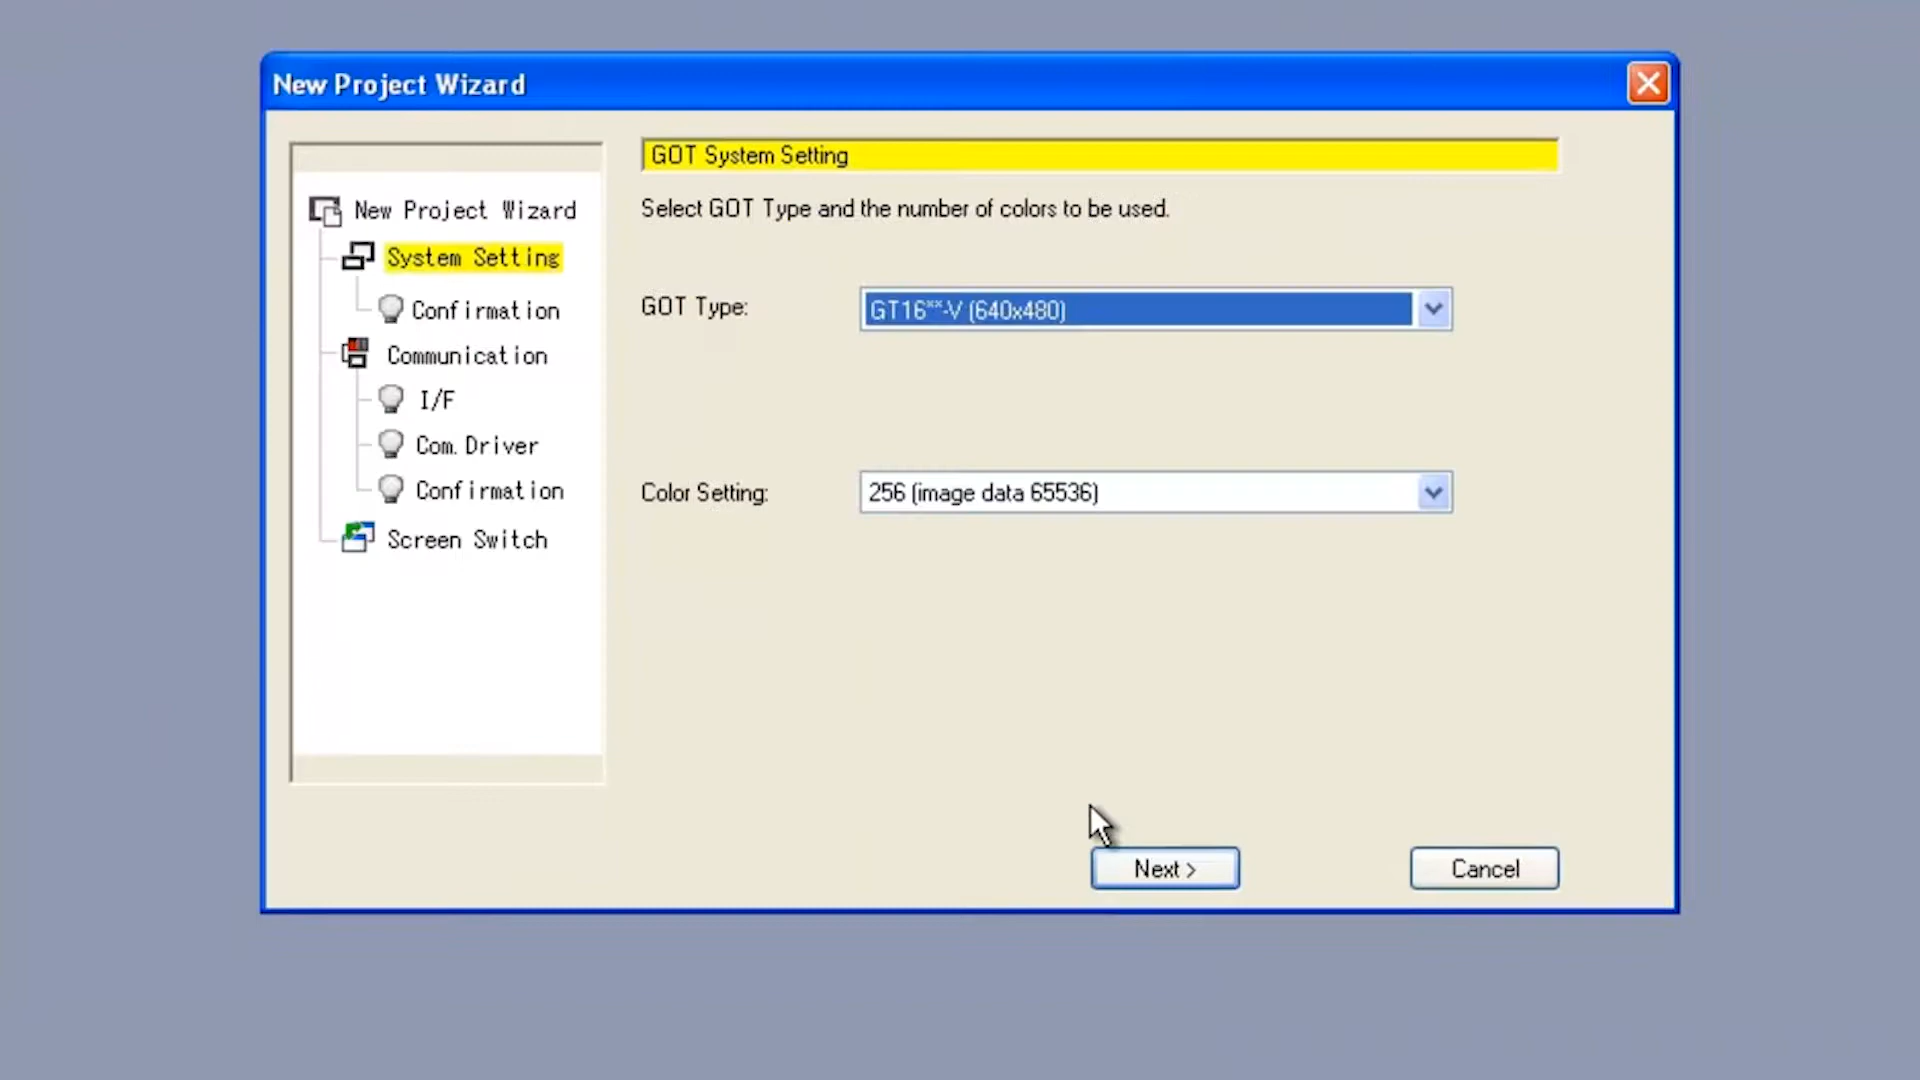 New Project Wizard
New Project Wizard
System Setting
Confirmation
Communication
I/F
Com.Driver
Confirmation
Screen Switch
GOT System Setting
Select GOT Type and the number of colors to be used.
GOT Type: GT16**-V (640x480)
Color Setting: 256 (image data 65536)
Next > Cancel